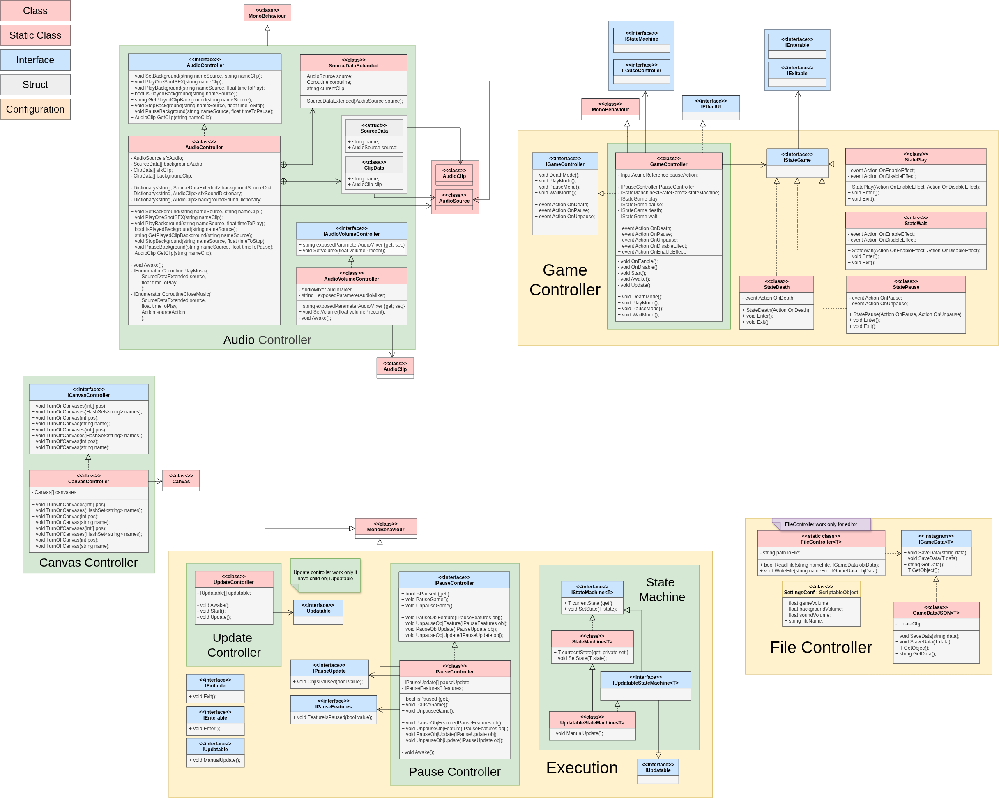 Class
Static Class
Interface
Struct
Configuration
<<class>>
MonoBehaviour
<<interface>>
IAudioController
+ void SetBackground(string nameSource, string nameClip);
+ void PlayOneShotSFX(string nameClip);
+ void PlayBackground(string nameSource, float timeToPlay);
+ bool IsPlayedBackground(string nameSource);
+ string GetPlayedClipBackground(string nameSource);
+ void StopBackground(string nameSource, float timeToStop);
+ void PauseBackground(string nameSource, float timeToPause);
+ AudioClip GetClip(string nameClip);
<<class>>
AudioController
- AudioSource sfxAudio;
- SourceData[] backgroundAudio;
- ClipData[] sfxClip;
- ClipData[] backgroundClip;
- Dictionary<string, SourceDataExteded> backgroundSourceDict;
- Dictionary<string, AudioClip> sfxSoundDictionary;
- Dictionary<string, AudioClip> backgroundSoundDictionary;
+ void SetBackground(string nameSource, string nameClip);
+ void PlayOneShotSFX(string nameClip);
+ void PlayBackground(string nameSource, float timeToPlay);
+ bool IsPlayedBackground(string nameSource);
+ string GetPlayedClipBackground(string nameSource);
+ void StopBackground(string nameSource, float timeToStop);
+ void PauseBackground(string nameSource, float timeToPause);
+ AudioClip GetClip(string nameClip);
- void Awake();
- IEnumerator CoroutinePlayMusic(
SourceDataExtended source,
float timeToPlay
);
- IEnumerator CoroutineCloseMusic(
SourceDataExtended source,
float timeToPlay,
Action sourceAction
);
<<class>>
SourceDataExtended
+ AudioSource source;
+ Coroutine coroutine;
+ string currentClip;
+ SourceDataExtended(AudioSource source);
<<struct>>
SourceData
+ string name;
+ AudioSource source;
<<class>>
ClipData
+ string name;
+ AudioClip clip
<<class>>
AudioClip
<<class>>
AudioSource
<<interface>>
IAudioVolumeController
+ string exposedParameterAudioMixer {get; set;}
+ void SetVolume(float volumePrecent);
<<class>>
AudioVolumeController
- AudioMixer audioMixer;
- string _exposedParameterAudioMixer;
+ string exposedParameterAudioMixer {get; set;}
+ void SetVolume(float volumePrecent);
- void Awake();
Audio Controller
<<class>>
AudioClip
<<interface>>
IStateMachine
<<interface>>
IPauseController
<<interface>>
IEnterable
<<interface>>
IExitable
<<class>>
MonoBehaviour
<<interface>>
IEffectUI
<<interface>>
IGameController
+ void DeathMode();
+ void PlayMode();
+ void PauseMenu();
+ void WaitMode();
+ event Action OnDeath;
+ event Action OnPause;
+ event Action OnUnpause;
Game
Controller
<<class>>
GameController
- InputActinoReference pauseAction;
- IPauseController PauseController;
- IStateManchine<IStateGame> stateMachine;
- IStateGame play;
- IStateGame pause;
- IStateGame death;
- IStateGame wait;
+ event Action OnDeath;
+ event Action OnPause;
+ event Action OnUnpause;
+ event Action OnDisableEffect;
+ event Action OnEnableEffect;
- void OnEanble();
- void OnDisable();
- void Start();
- void Awake();
- void Update();
+ void DeathMode();
+ void PlayMode();
+ void PauseMode();
+ void WaitMode();
<<interface>>
IStateGame
<<class>>
StatePlay
- event Action OnEnableEffect;
- event Action OnDisableEffect;
+ StatePlay(Action OnEnableEffect, Action OnDisableEffect);
+ void Enter();
+ void Exit();
<<class>>
StateWait
- event Action OnEnableEffect;
- event Action OnDisableEffect;
+ StateWait(Action OnEnableEffect, Action OnDisableEffect);
+ void Enter();
+ void Exit();
<<class>>
StateDeath
- event Action OnDeath;
+ StateDeath(Action OnDeath);
+ void Enter();
+ void Exit();
<<class>>
StatePause
- event Action OnPause;
- event Action OnUnpause;
+ StatePause(Action OnPause, Action OnUnpause);
+ void Enter();
+ void Exit();
<<interface>>
ICanvasController
+ void TurnOnCanvases(int[] pos);
+ void TurnOnCanvases(HashSet<string> names);
+ void TurnOnCanvas(int pos);
+ void TurnOnCanvas(string name);
+ void TurnOffCanvases(int[] pos);
+ void TurnOffCanvases(HashSet<string> names);
+ void TurnOffCanvas(int pos);
+ void TurnOffCanvas(string name);
<<class>>
CanvasController
- Canvas[] canvases
+ void TurnOnCanvases(int[] pos);
+ void TurnOnCanvases(HashSet<string> names);
+ void TurnOnCanvas(int pos);
+ void TurnOnCanvas(string name);
+ void TurnOffCanvases(int[] pos);
+ void TurnOffCanvases(HashSet<string> names);
+ void TurnOffCanvas(int pos);
+ void TurnOffCanvas(string name);
Canvas Controller
<<class>>
Canvas
<<class>>
MonoBehaviour
<<class>>
UpdateContorller
- IUpdatable[] updatable;
- void Awake();
- void Start();
- void Update();
Update
Controller
Update controller work only if
have child obj IUpdatable
<<interface>>
IUpdatable
<<interface>>
IPauseUpdate
+ void ObjIsPaused(bool value);
<<interface>>
IPauseFeatures
+ void FeatureIsPaused(bool value);
<<interface>>
IExitable
+ void Exit();
<<interface>>
IEnterable
+ void Enter();
<<interface>>
IUpdatable
+ void ManualUpdate();
<<interface>>
IPauseController
+ bool isPaused {get;}
+ void PauseGame();
+ void UnpauseGame();
+ void PauseObjFeature(IPauseFeatures obj);
+ void UnpauseObjFeature(IPauseFeatures obj);
+ void PauseObjUpdate(IPauseUpdate obj);
+ void UnpauseObjUpdate(IPauseUpdate obj);
<<class>>
PauseController
- IPauseUpdate[] pauseUpdate;
- IPauseFeatures[] features;
+ bool isPaused {get;}
+ void PauseGame();
+ void UnpauseGame();
+ void PauseObjFeature(IPauseFeatures obj);
+ void UnpauseObjFeature(IPauseFeatures obj);
+ void PauseObjUpdate(IPauseUpdate obj);
+ void UnpauseObjUpdate(IPauseUpdate obj);
- void Awake();
Pause Controller
State
Machine
<<interface>>
IStateMachine<T>
+ T currentState {get;}
+ void SetState(T state);
<<class>>
StateMachine<T>
+ T currecntState{get; private set;}
+ void SetState(T state);
<<interface>>
IUpdatableStateMachine<T>
<<class>>
UpdatableStateMachine<T>
+ void ManualUpdate();
Execution
<<interface>>
IUpdatable
FileController work only for editor
<<static class>>
FileController<T>
- string pathToFile;
+ bool ReadFile(string nameFile, IGameData objData);
+ void WriteFile(string nameFile, IGameData objData);
<<class>>
SettingsConf : ScriptableObject
+ float gameVolume;
+ float backgroundVolume;
+ float soundVolume;
+ string fileName;
File Controller
<<instagram>>
IGameData<T>
+ void SaveData(string data);
+ void SaveData(T data);
+ string GetData();
+ T GetObject();
<<class>>
GameDataJSON<T>
- T dataObj
+ void SaveData(string data);
+ void StaveData(T data);
+ T GetObjec();
+ string GetData();